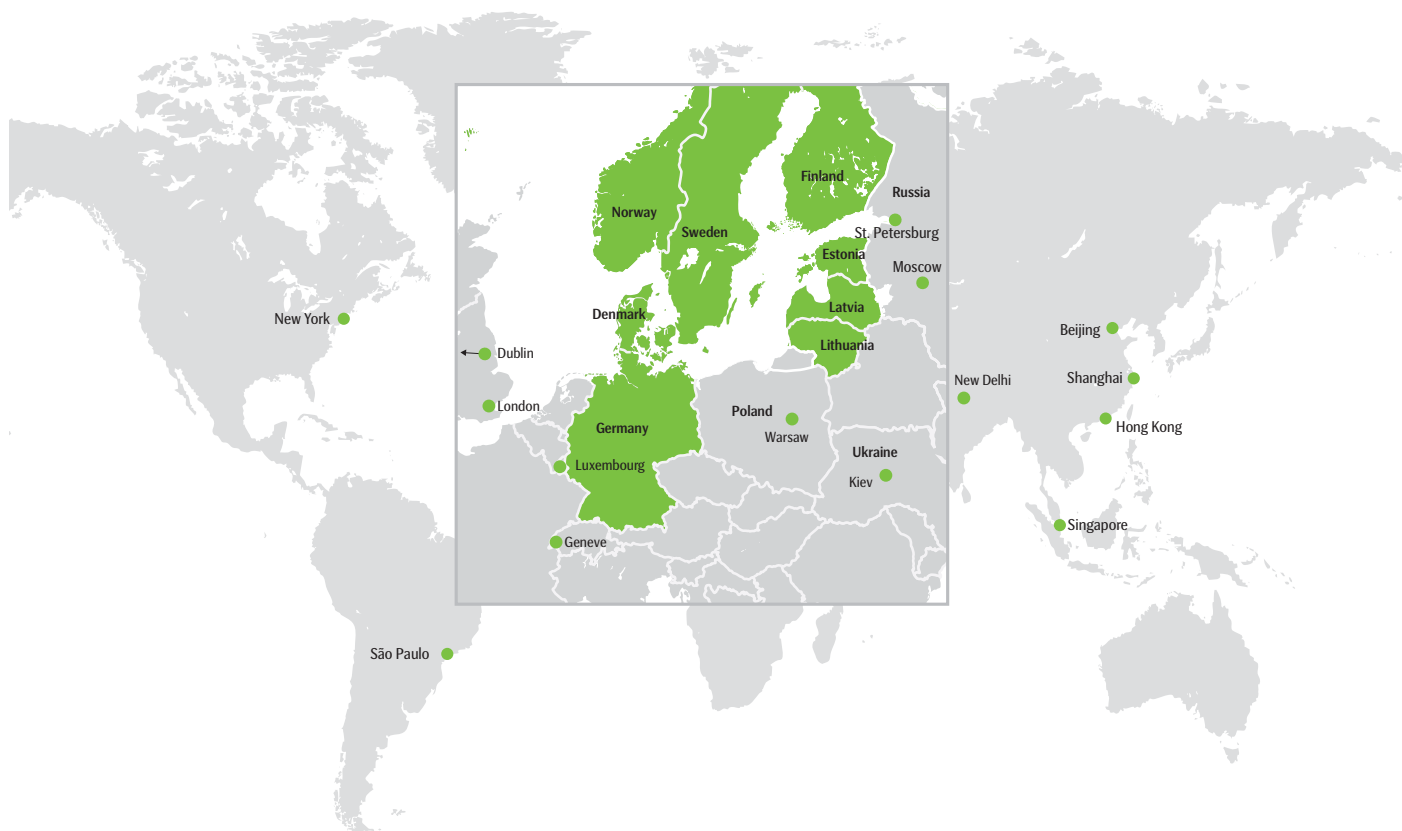 Finland
Russia
Norway
Sweden
St. Petersburg
Estonia
Moscow
Latvia
Denmark
New York
Lithuania
Beijing
Dublin
Shanghai
New Delhi
London
Poland
Hong Kong
Germany
Warsaw
Ukraine
Luxembourg
Kiev
Singapore
Geneve
São Paulo